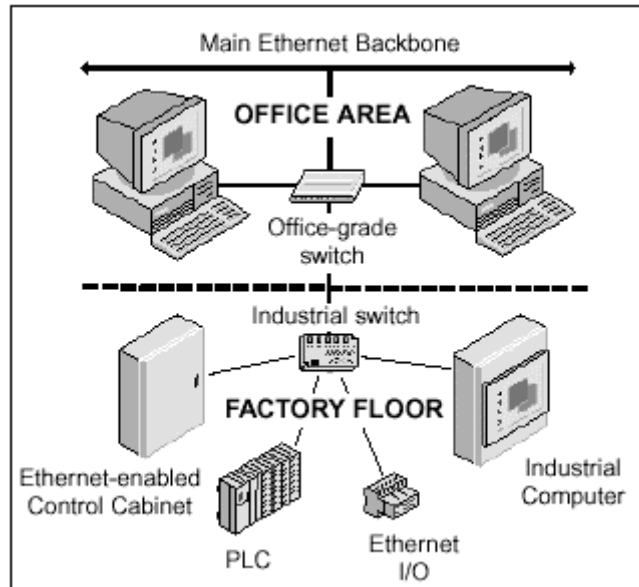 Main Ethernet Backbone
OFFICE AREA
Office-grade
switch
Industrial switch
FACTORY FLOOR
Ethernet-enabled
Control Cabinet
PLC
Ethernet
I/O
Industrial
Computer